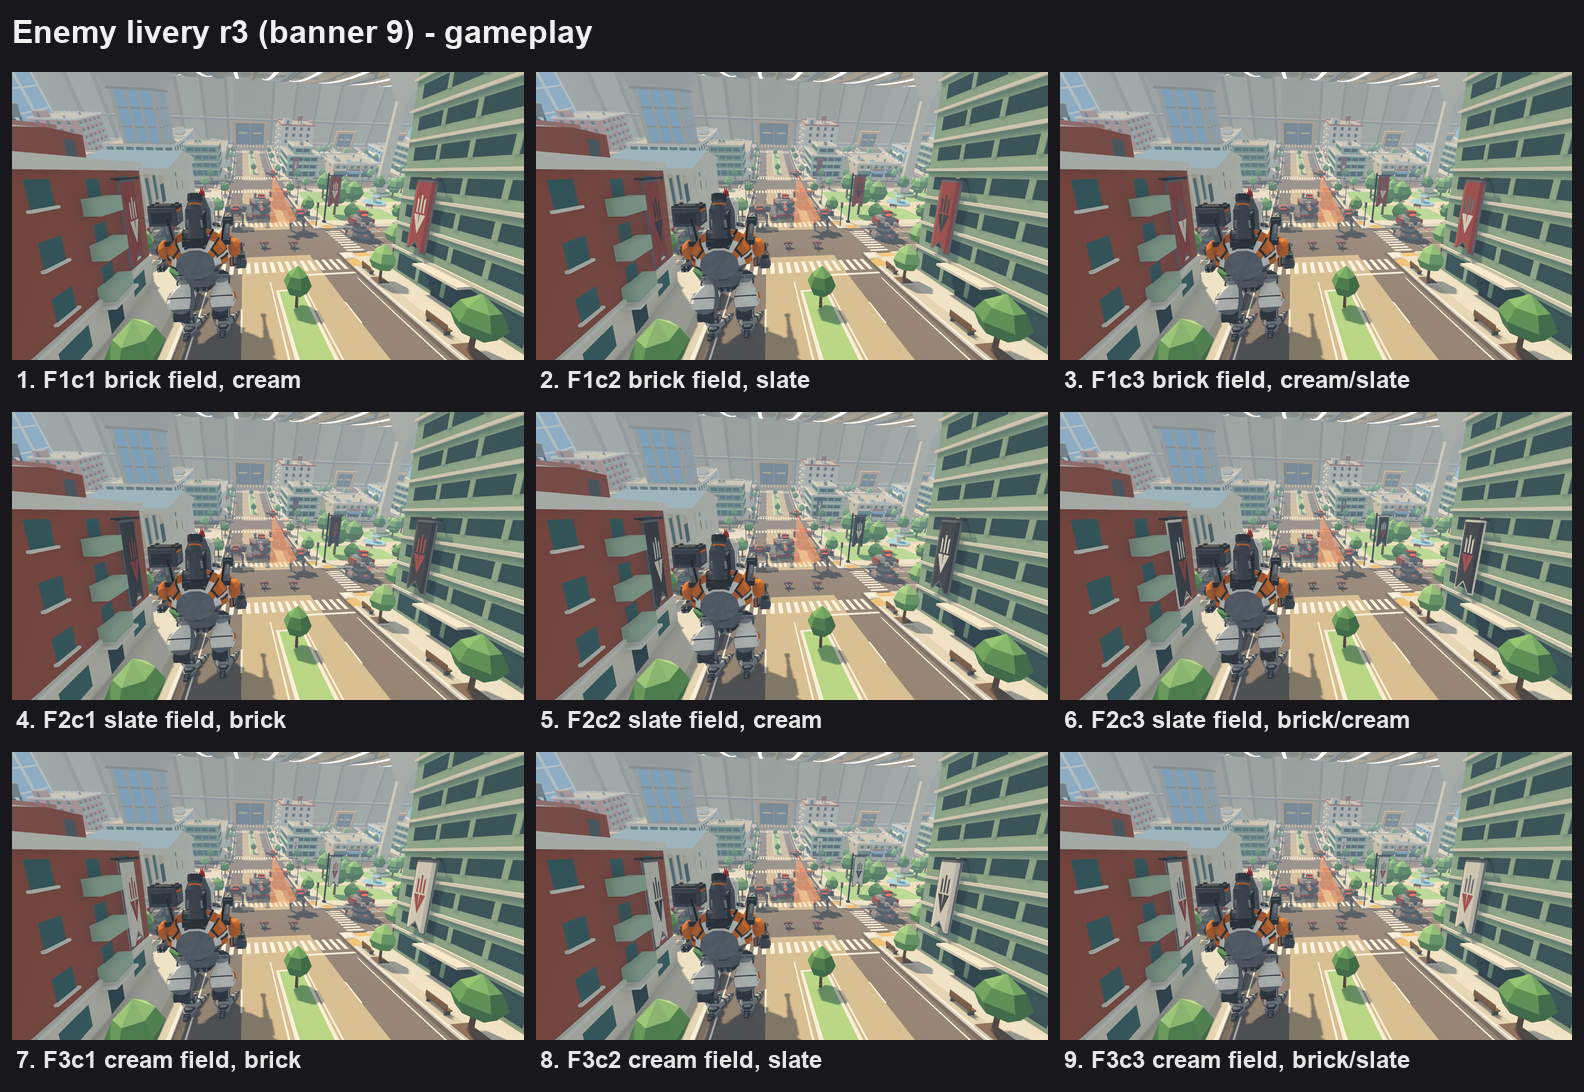 Enemy livery r3 (banner 9) - gameplay
1. F1c1 brick field, cream
2. F1c2 brick field, slate
3. F1c3 brick field, cream/slate
4. F2c1 slate field, brick
5. F2c2 slate field, cream
6. F2c3 slate field, brick/cream
7. F3c1 cream field, brick
8. F3c2 cream field, slate
9. F3c3 cream field, brick/slate